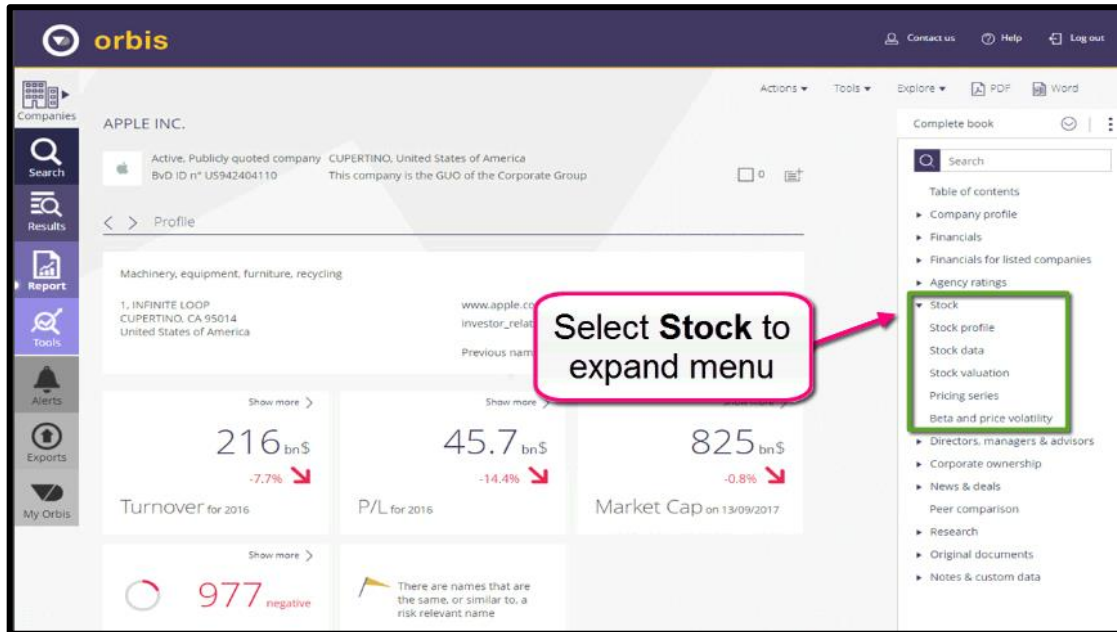 orbis
Contact us
Help
Log out
Companies
Search
Results
Report
Tools
Alerts
Exports
My Orbis
Actions
Tools
Explore
PDF
Word
APPLE INC.
Active, Publicly quoted company CUPERTINO, United States of America
BvD ID n° US942404110 This company is the GUO of the Corporate Group
0
Profile
Machinery, equipment, furniture, recycling
1, INFINITE LOOP
CUPERTINO, CA 95014
United States of America
www.apple.co
investor_relat
Previous nam
Select Stock to
expand menu
Show more
216 bn$
-7.7%
Turnover for 2016
Show more
45.7 bn$
-14.4%
P/L for 2016
825 bn$
-0.8%
Market Cap on 13/09/2017
Show more
977 negative
There are names that are
the same, or similar to, a
risk relevant name
Complete book
Search
Table of contents
Company profile
Financials
Financials for listed companies
Agency ratings
Stock
Stock profile
Stock data
Stock valuation
Pricing series
Beta and price volatility
Directors, managers & advisors
Corporate ownership
News & deals
Peer comparison
Research
Original documents
Notes & custom data